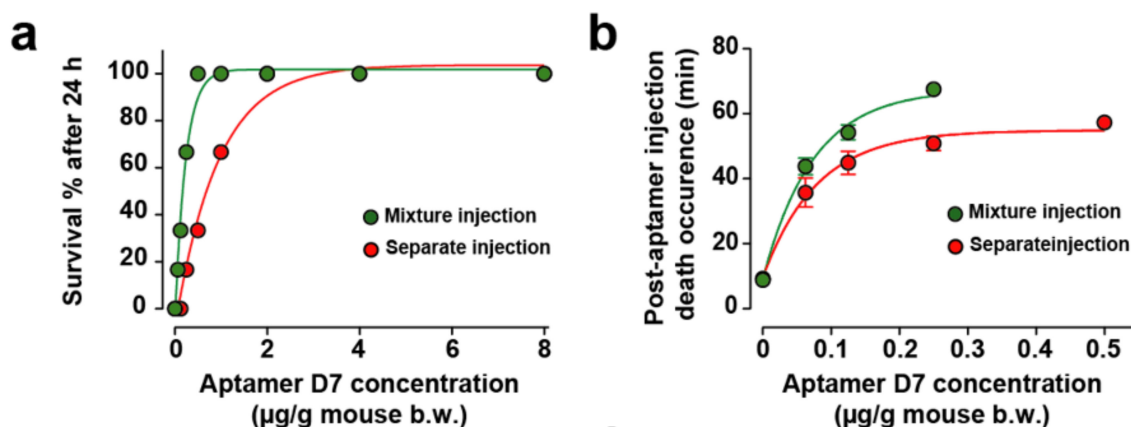 a
Survival % after 24 h
100
80
60
40
20
0
Mixture injection
Separate injection
0 2 4 6 8
Aptamer D7 concentration
(µg/g mouse b.w.)
b
Post-aptamer injection
death occurence (min)
80
60
40
20
0
Mixture injection
Separateinjection
0 0.1 0.2 0.3 0.4 0.5
Aptamer D7 concentration
(µg/g mouse b.w.)